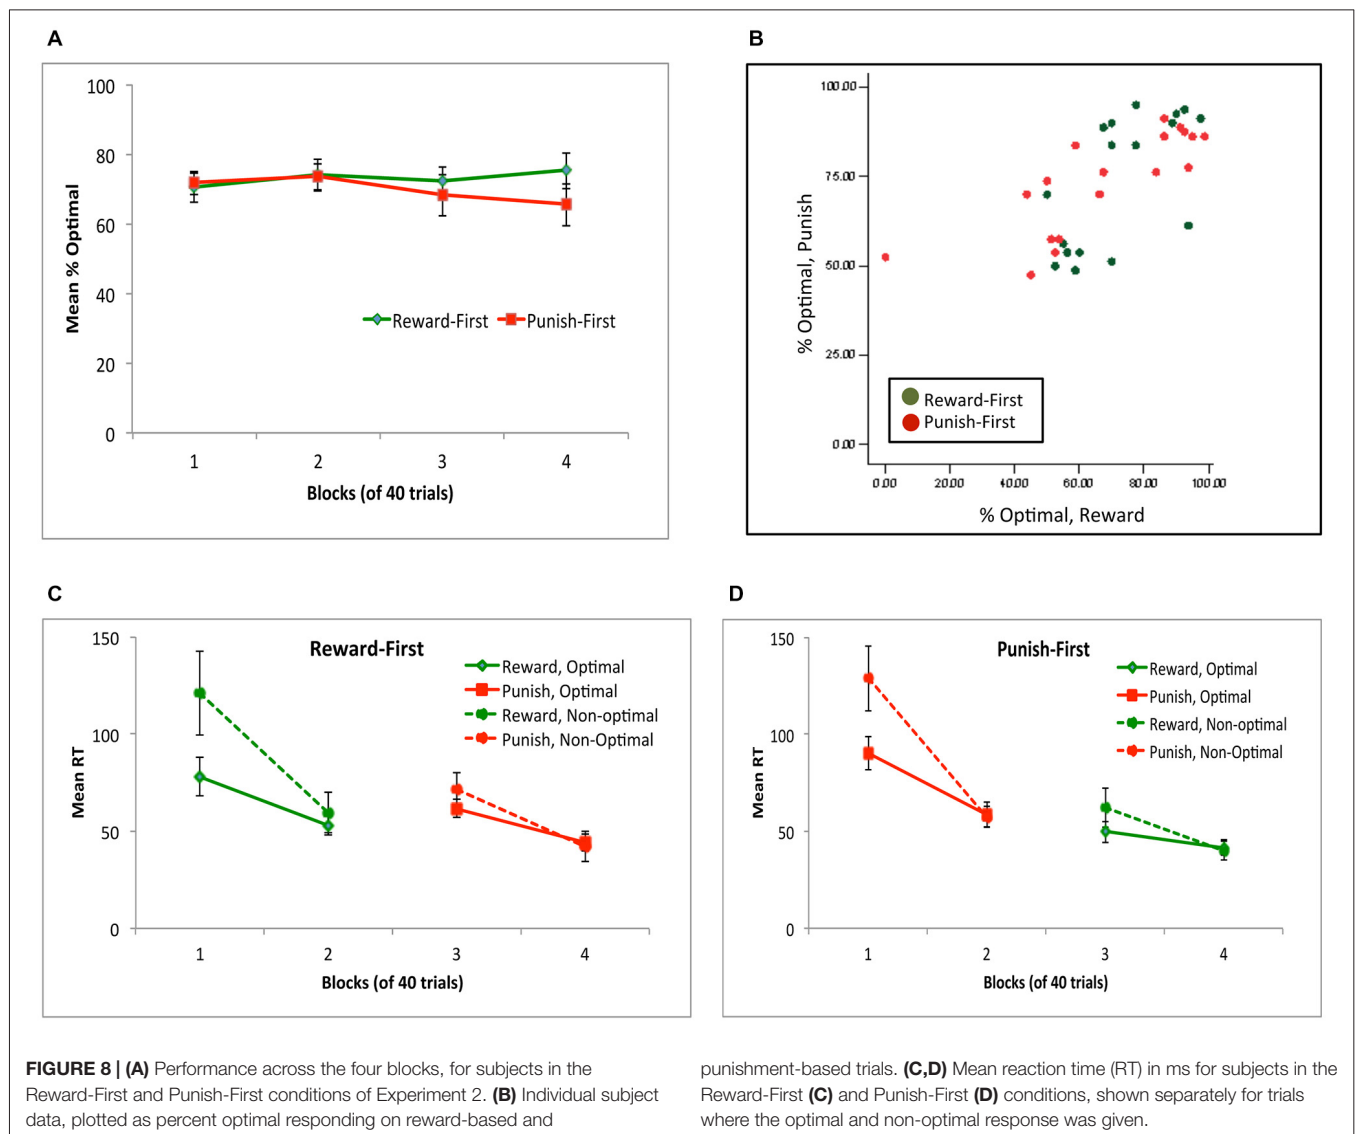 A
100
80
60
40
20
0
Mean % Optimal
Reward-First
Punish-First
1 2 3 4
Blocks (of 40 trials)
B
100.00
75.00
50.00
25.00
0.00
% Optimal, Punish
Reward-First
Punish-First
0.00 20.00 40.00 60.00 80.00 100.00
% Optimal, Reward
C
Reward-First
150
100
50
0
Mean RT
Reward, Optimal
Punish, Optimal
Reward, Non-optimal
Punish, Non-Optimal
1 2 3 4
Blocks (of 40 trials)
D
Punish-First
150
100
50
0
Mean RT
Reward, Optimal
Punish, Optimal
Reward, Non-optimal
Punish, Non-Optimal
1 2 3 4
Blocks (of 40 trials)
FIGURE 8 | (A) Performance across the four blocks, for subjects in the
Reward-First and Punish-First conditions of Experiment 2. (B) Individual subject
data, plotted as percent optimal responding on reward-based and
punishment-based trials. (C,D) Mean reaction time (RT) in ms for subjects in the
Reward-First (C) and Punish-First (D) conditions, shown separately for trials
where the optimal and non-optimal response was given.